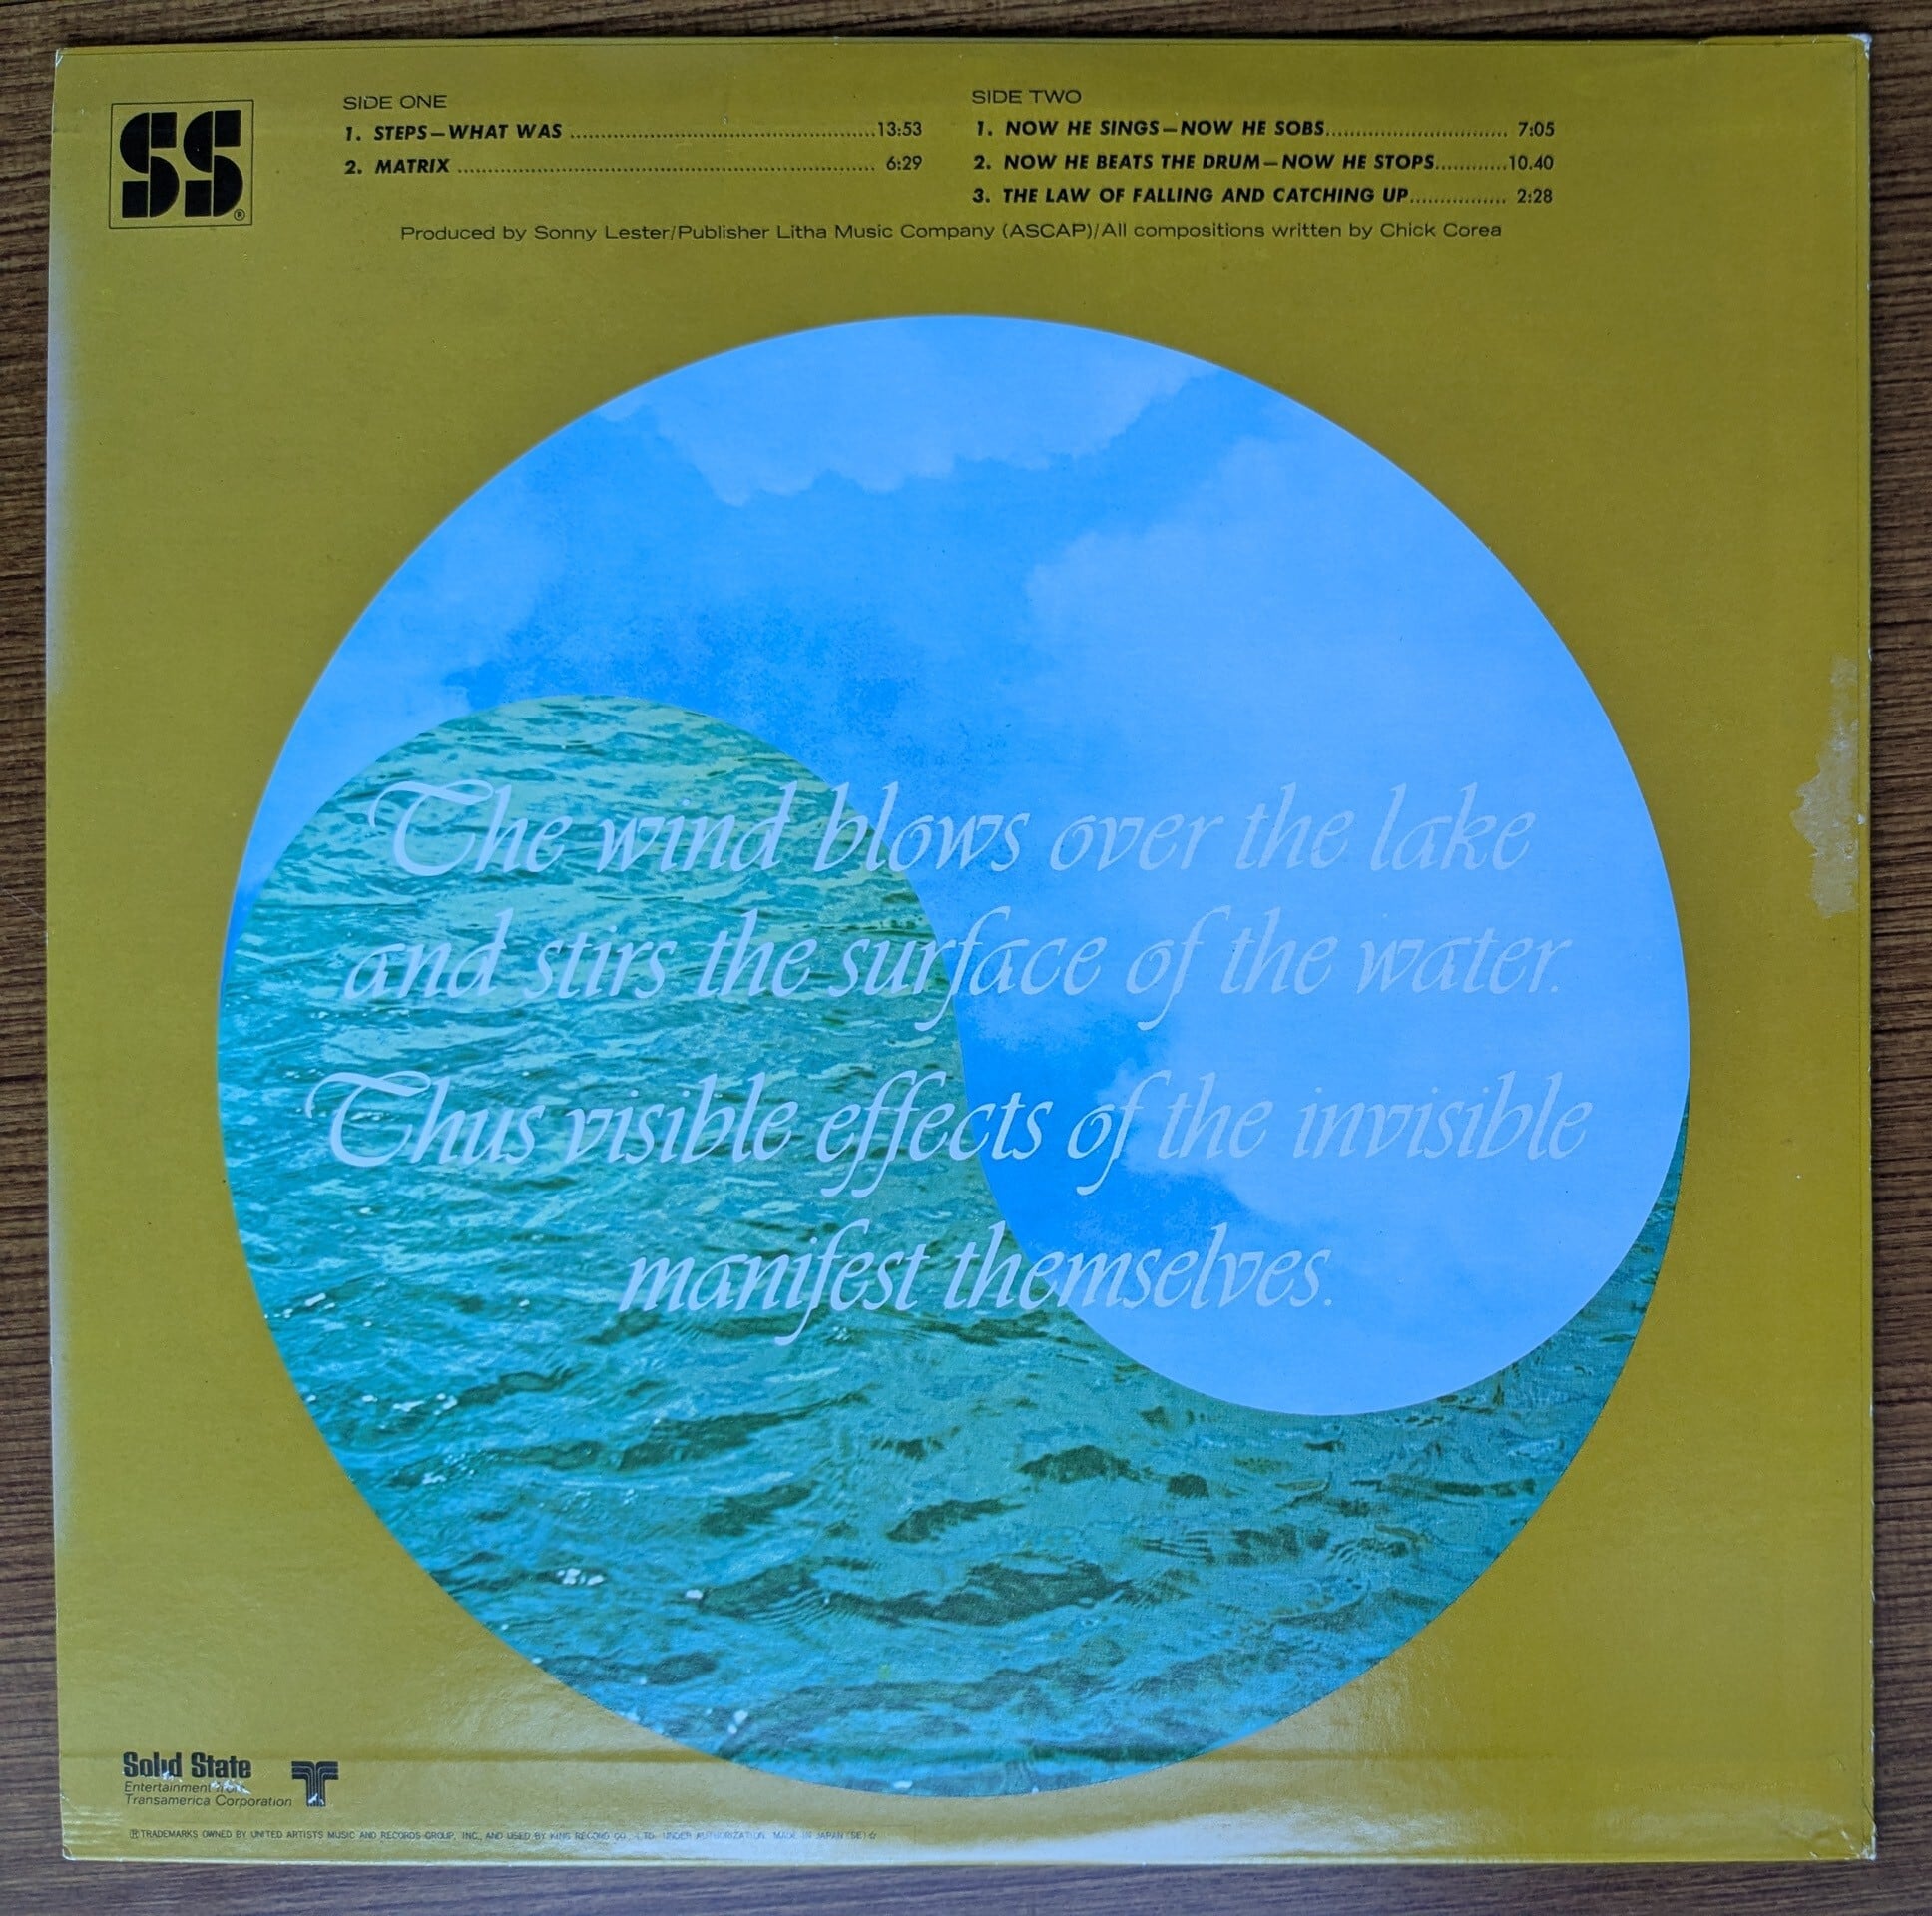 SS®
SIDE ONE
1. STEPS—WHAT WAS ........................................................13:53
2. MATRIX ............................................................................ 6:29
SIDE TWO
1. NOW HE SINGS—NOW HE SOBS................................ 7:05
2. NOW HE BEATS THE DRUM—NOW HE STOPS............10.40
3. THE LAW OF FALLING AND CATCHING UP................. 2:28
Produced by Sonny Lester/Publisher Litha Music Company (ASCAP)/All compositions written by Chick Corea
The wind blows over the lake
and stirs the surface of the water.
Thus visible effects of the invisible
manifest themselves.
Solid State
Entertainment from
Transamerica Corporation
TRADEMARKS OWNED BY UNITED ARTISTS MUSIC AND RECORDS GROUP, INC., AND USED BY KING RECORD CO., LTD. UNDER AUTHORIZATION. MADE IN JAPAN (SE) ☆